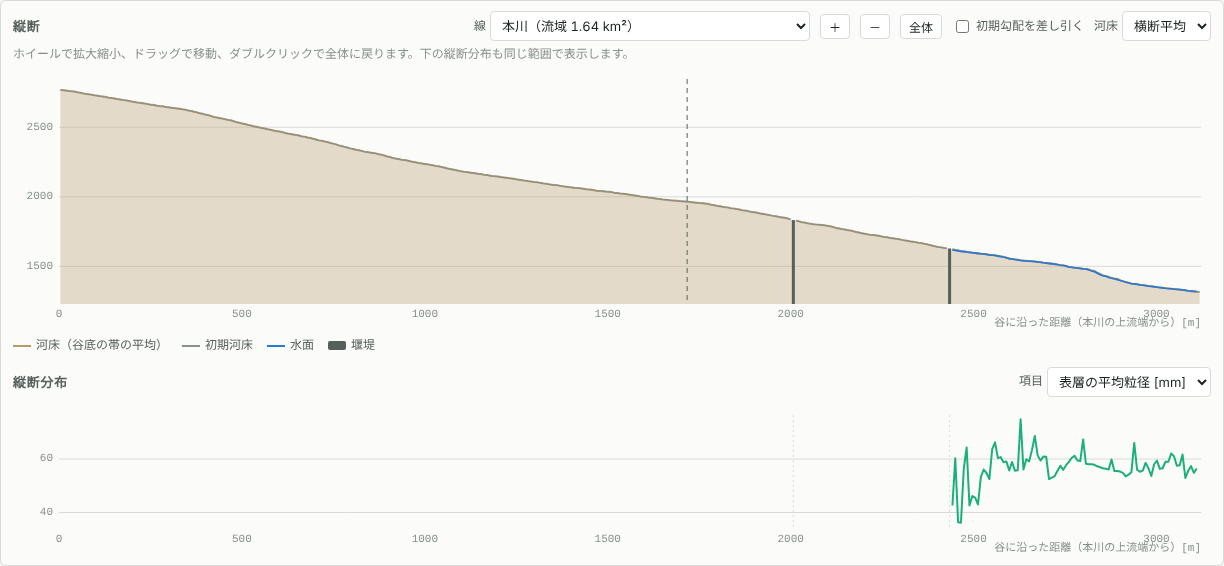 縦断 線 本川（流域 1.64 km²） ＋ － 全体 初期勾配を差し引く 河床 横断平均
ホイールで拡大縮小、ドラッグで移動、ダブルクリックで全体に戻ります。下の縦断分布も同じ範囲で表示します。
2500
2000
1500
0 500 1000 1500 2000 2500 3000
谷に沿った距離（本川の上流端から）[m]
河床（谷底の帯の平均） 初期河床 水面 堰堤
縦断分布 項目 表層の平均粒径 [mm]
60
40
0 500 1000 1500 2000 2500 3000
谷に沿った距離（本川の上流端から）[m]